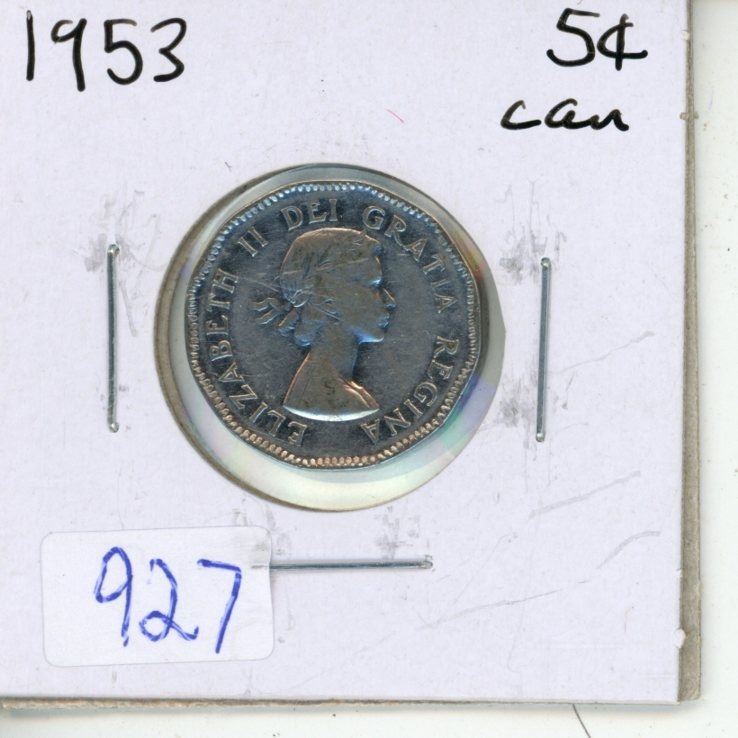 1953 5¢
can
ELIZABETH II DEI GRATIA REGINA
927